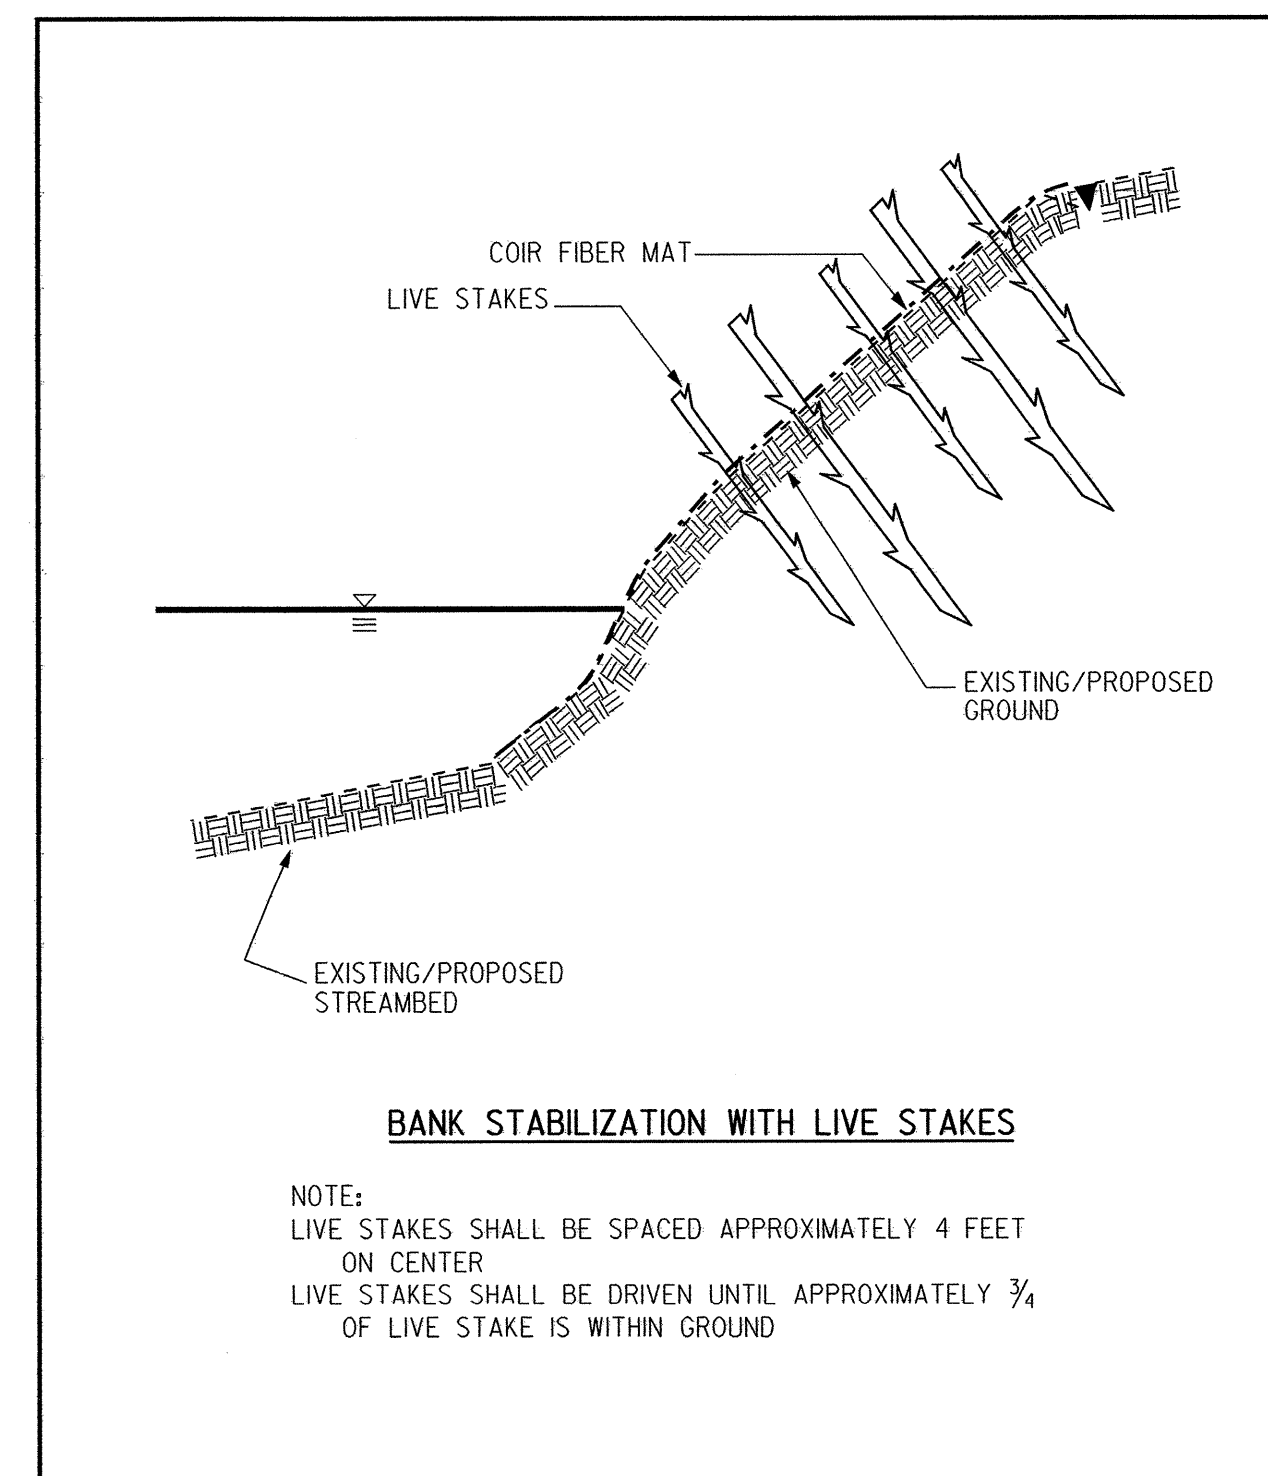 COIR FIBER MAT
LIVE STAKES
EXISTING/PROPOSED
GROUND
EXISTING/PROPOSED
STREAMBED
BANK STABILIZATION WITH LIVE STAKES
NOTE:
LIVE STAKES SHALL BE SPACED APPROXIMATELY 4 FEET
ON CENTER
LIVE STAKES SHALL BE DRIVEN UNTIL APPROXIMATELY 3/4
OF LIVE STAKE IS WITHIN GROUND